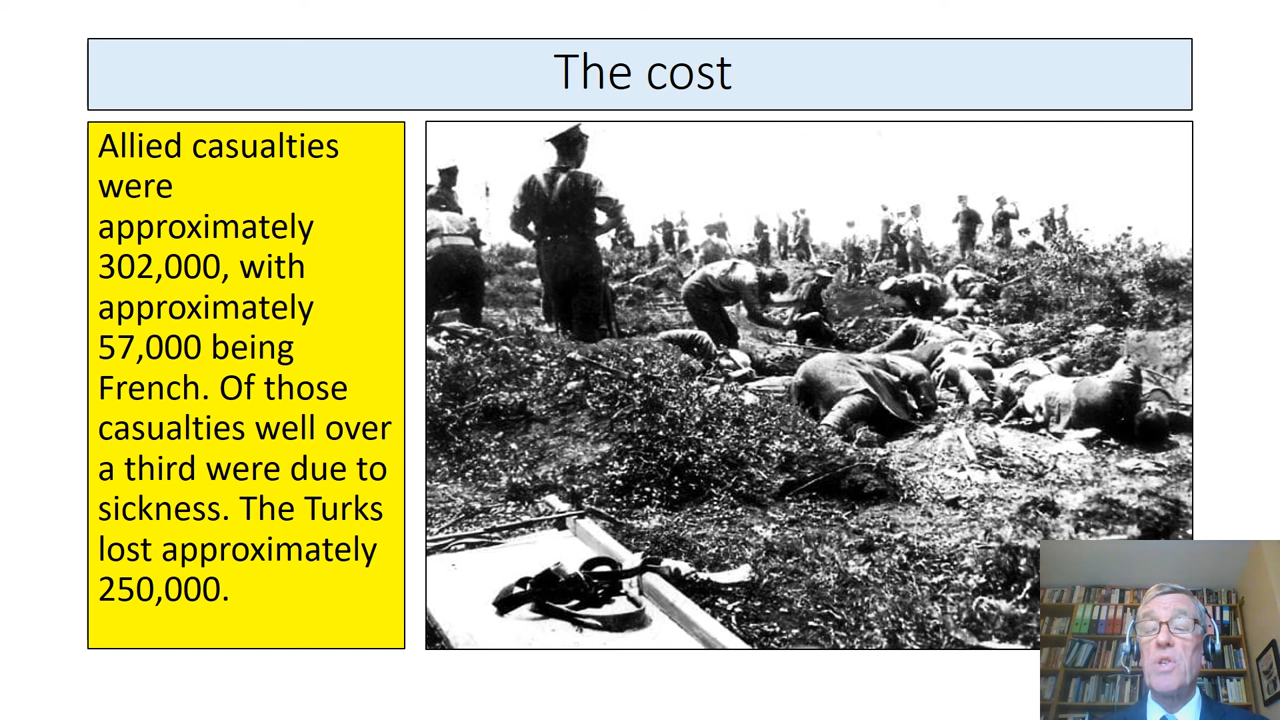 The cost
Allied casualties
were
approximately
302,000, with
approximately
57,000 being
French. Of those
casualties well over
a third were due to
sickness. The Turks
lost approximately
250,000.